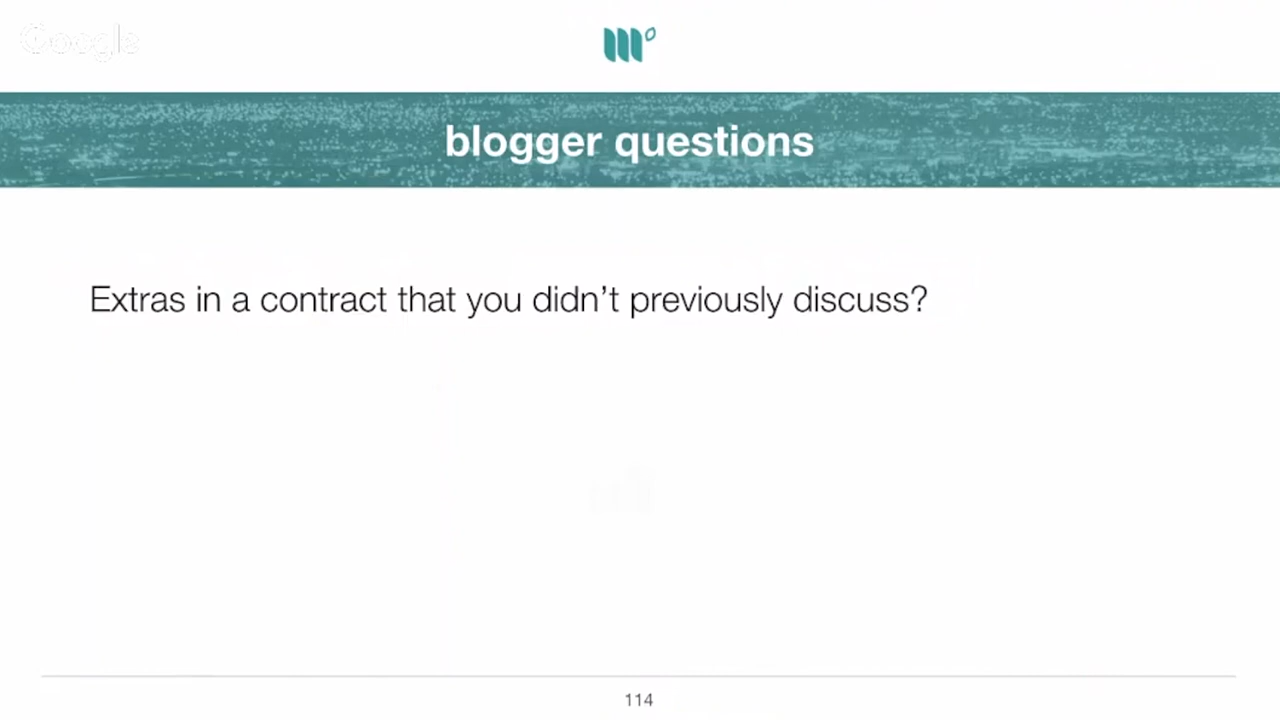 Google
blogger questions
Extras in a contract that you didn’t previously discuss?
114